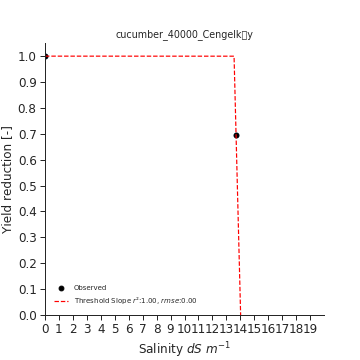 cucumber_40000_Cengelk▯y
1.0
0.9
0.8
0.7
0.6
0.5
0.4
0.3
0.2
0.1
0.0
Yield reduction [-]
Observed
Threshold Slope r²:1.00, rmse:0.00
0 1 2 3 4 5 6 7 8 9 10 11 12 13 14 15 16 17 18 19
Salinity dS m⁻¹